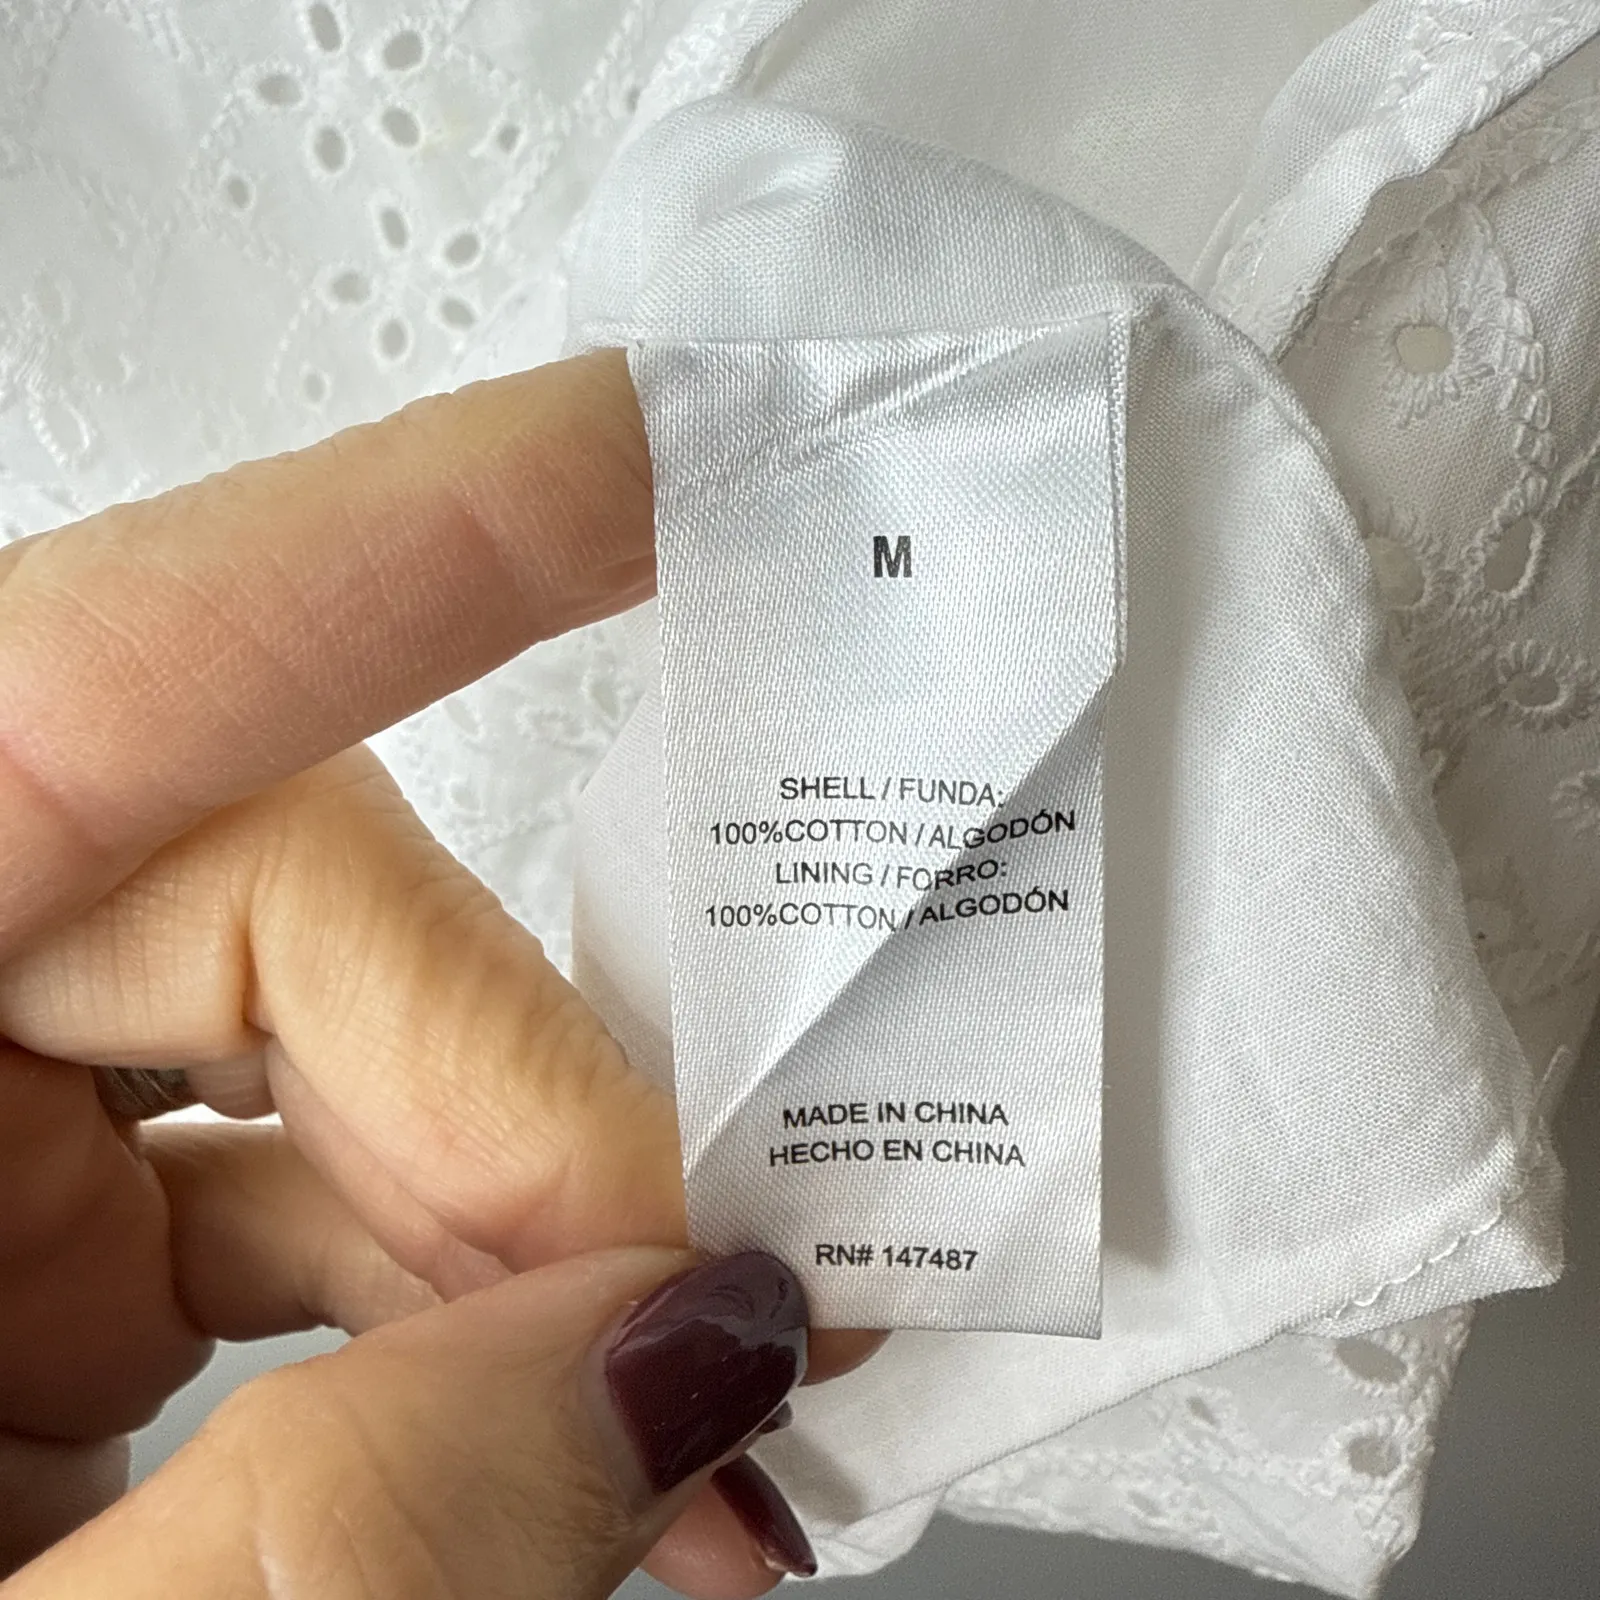 M
SHELL / FUNDA:
100%COTTON / ALGODÓN
LINING / FORRO:
100%COTTON / ALGODÓN
MADE IN CHINA
HECHO EN CHINA
RN# 147487